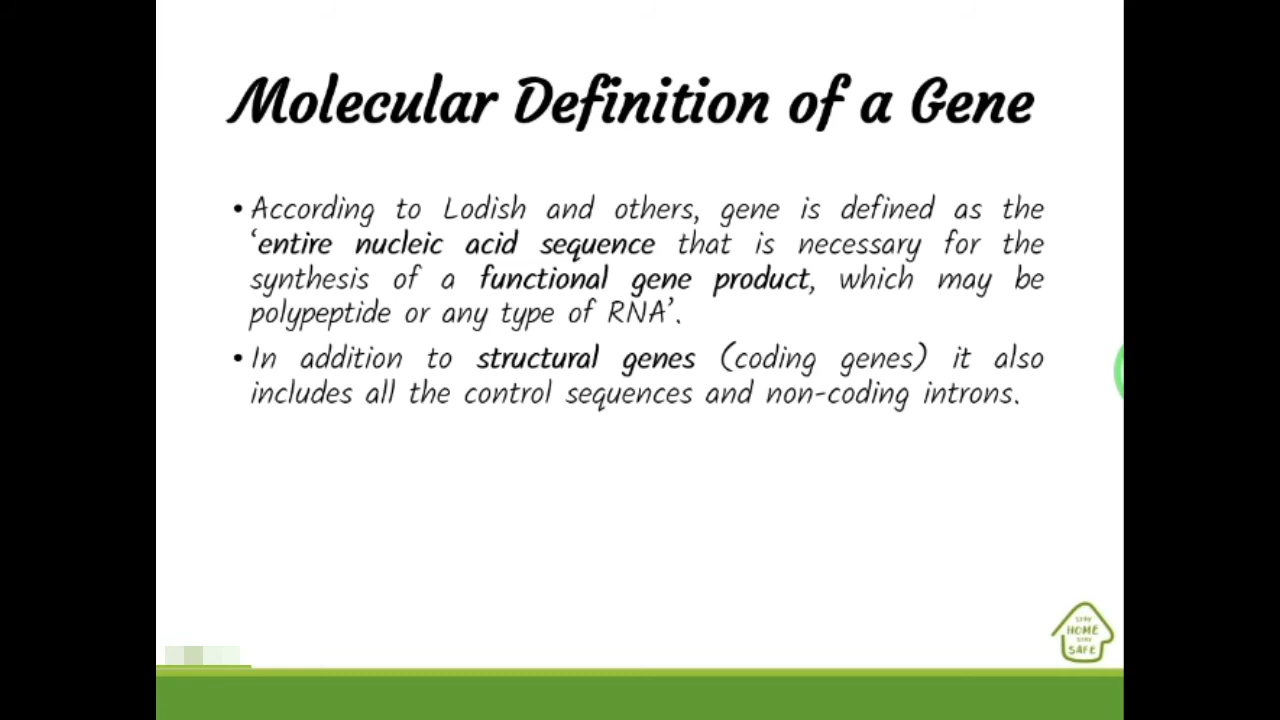 Molecular Definition of a Gene
• According to Lodish and others, gene is defined as the
‘entire nucleic acid sequence that is necessary for the
synthesis of a functional gene product, which may be
polypeptide or any type of RNA’.
• In addition to structural genes (coding genes) it also
includes all the control sequences and non-coding introns.
STAY
HOME
STAY
SAFE